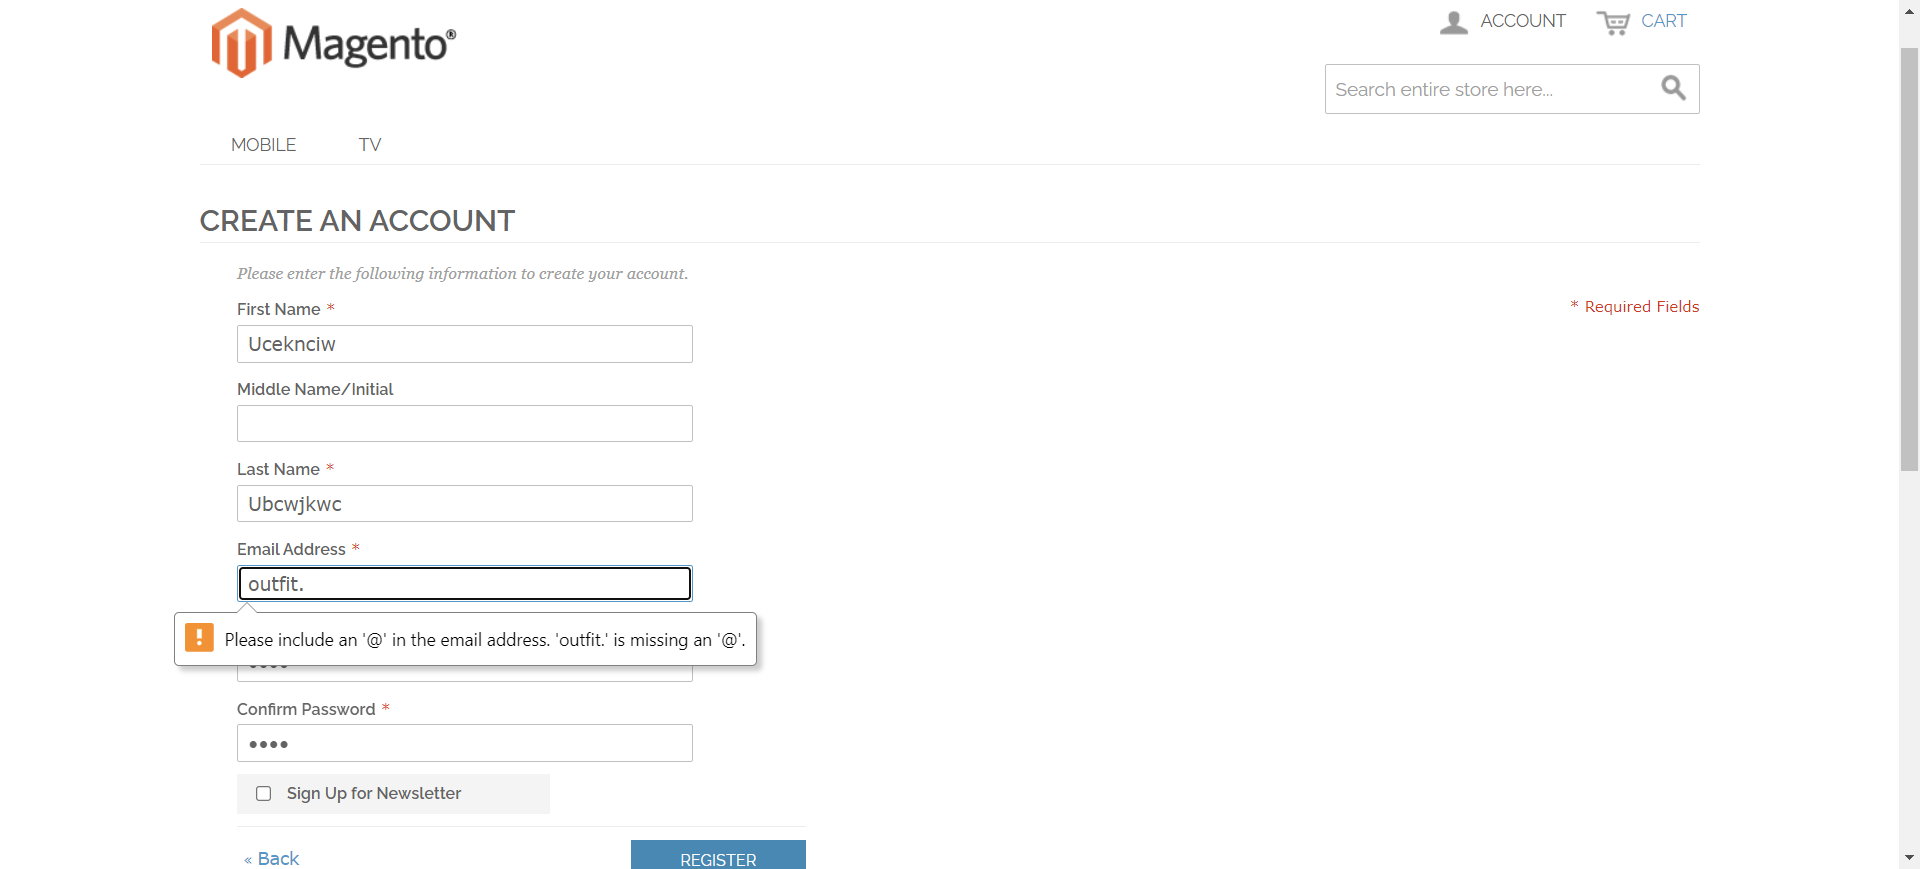 Magento®
ACCOUNT
CART
Search entire store here...
MOBILE
TV
CREATE AN ACCOUNT
Please enter the following information to create your account.
First Name *
* Required Fields
Uceknciw
Middle Name/Initial
Last Name *
Ubcwjkwc
Email Address *
outfit.
Please include an '@' in the email address. 'outfit.' is missing an '@'.
Confirm Password *
••••
Sign Up for Newsletter
« Back
REGISTER